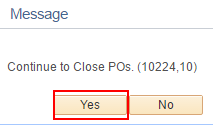 Message
Continue to Close POs. (10224,10)
Yes No